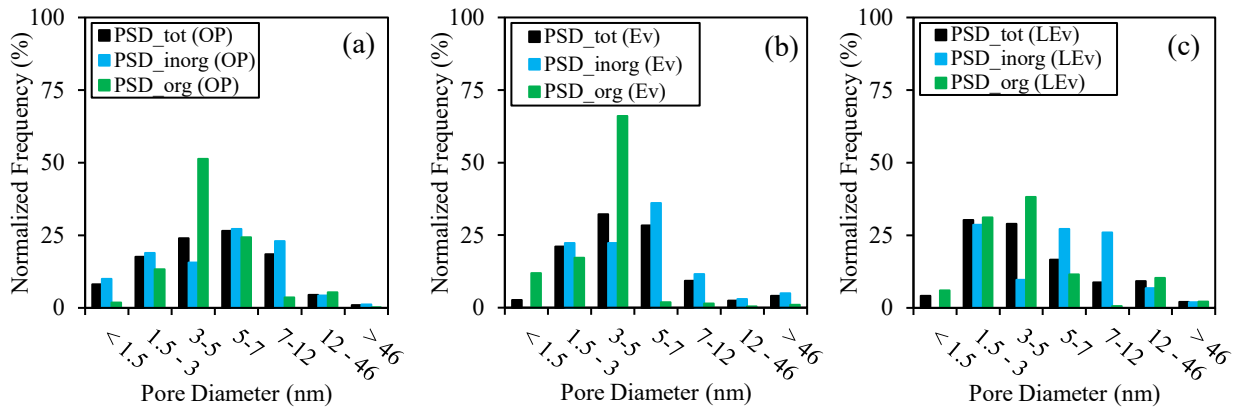 100
75
50
25
0
Normalized Frequency (%)
PSD_tot (OP)
PSD_inorg (OP)
PSD_org (OP)
(a)
< 1.5
1.5 - 3
3-5
5-7
7-12
12 - 46
> 46
Pore Diameter (nm)
100
75
50
25
0
Normalized Frequency (%)
PSD_tot (Ev)
PSD_inorg (Ev)
PSD_org (Ev)
(b)
< 1.5
1.5 - 3
3-5
5-7
7-12
12 - 46
> 46
Pore Diameter (nm)
100
75
50
25
0
Normalized Frequency (%)
PSD_tot (LEv)
PSD_inorg (LEv)
PSD_org (LEv)
(c)
< 1.5
1.5 - 3
3-5
5-7
7-12
12 - 46
> 46
Pore Diameter (nm)